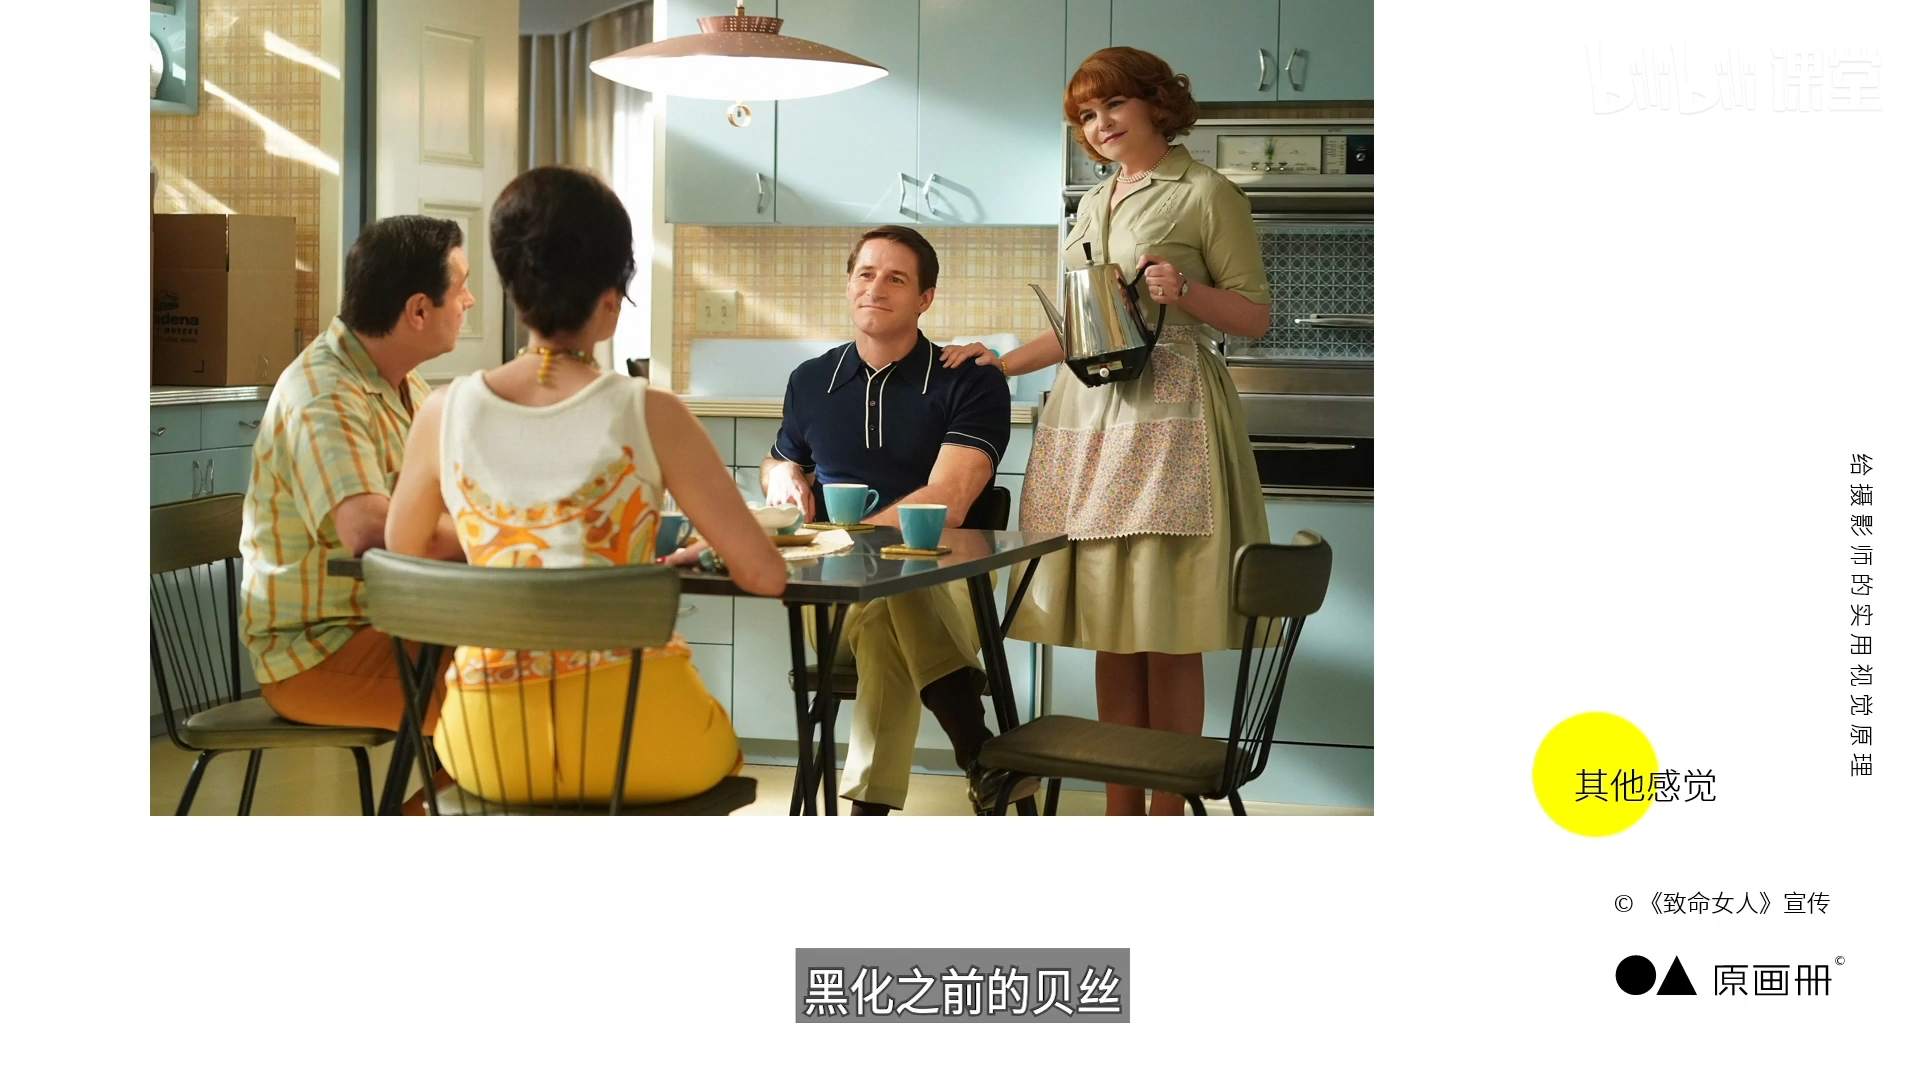 bilibili课堂
给摄影师的实用视觉原理
其他感觉
© 《致命女人》宣传
原画册©
黑化之前的贝丝